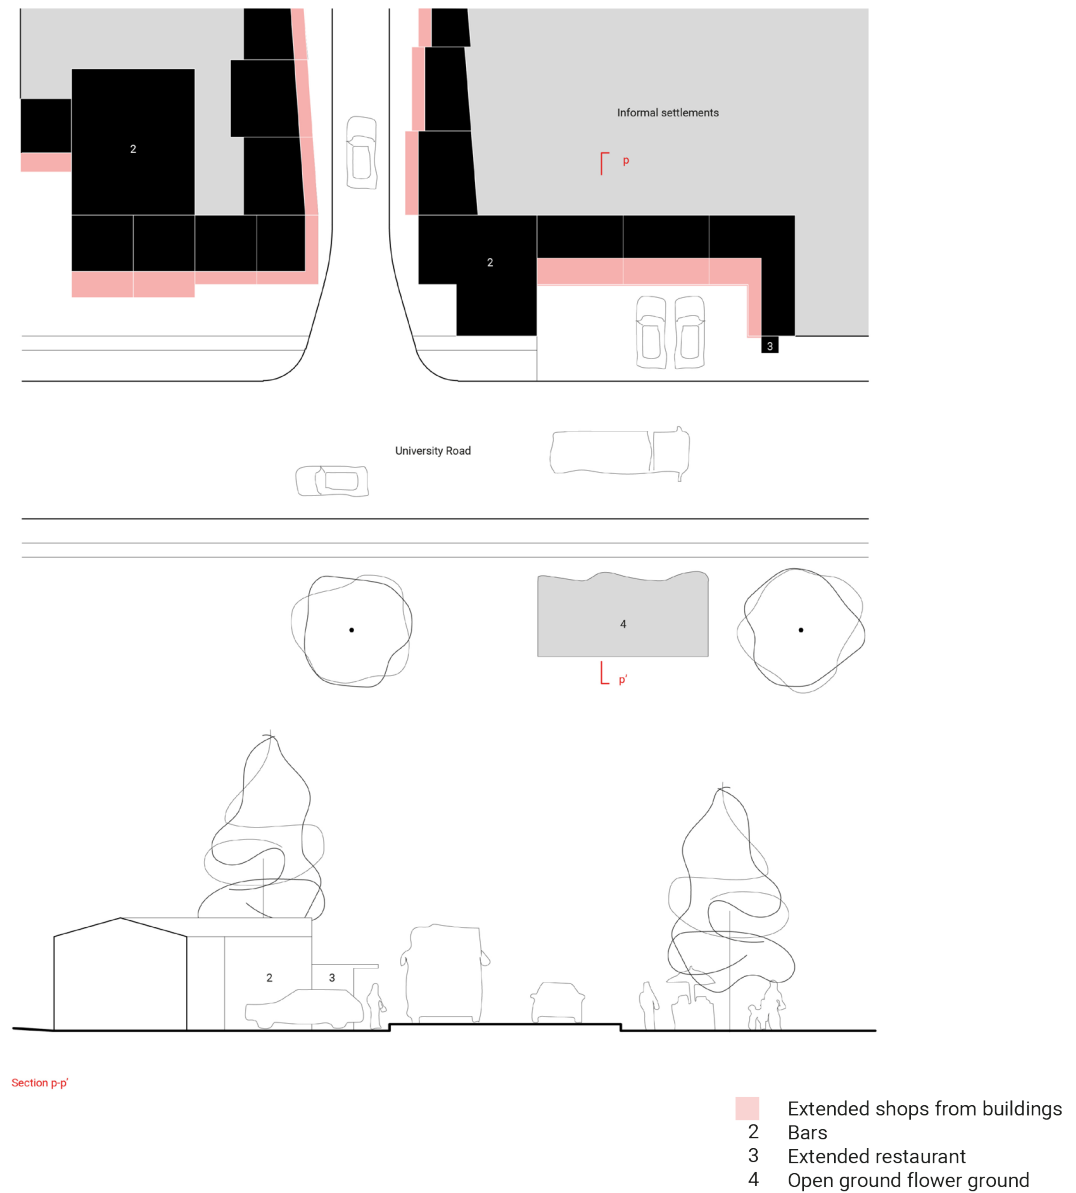 Informal settlements
p
2
2
3
University Road
4
p'
2
3
Section p-p'
Extended shops from buildings
2 Bars
3 Extended restaurant
4 Open ground flower ground